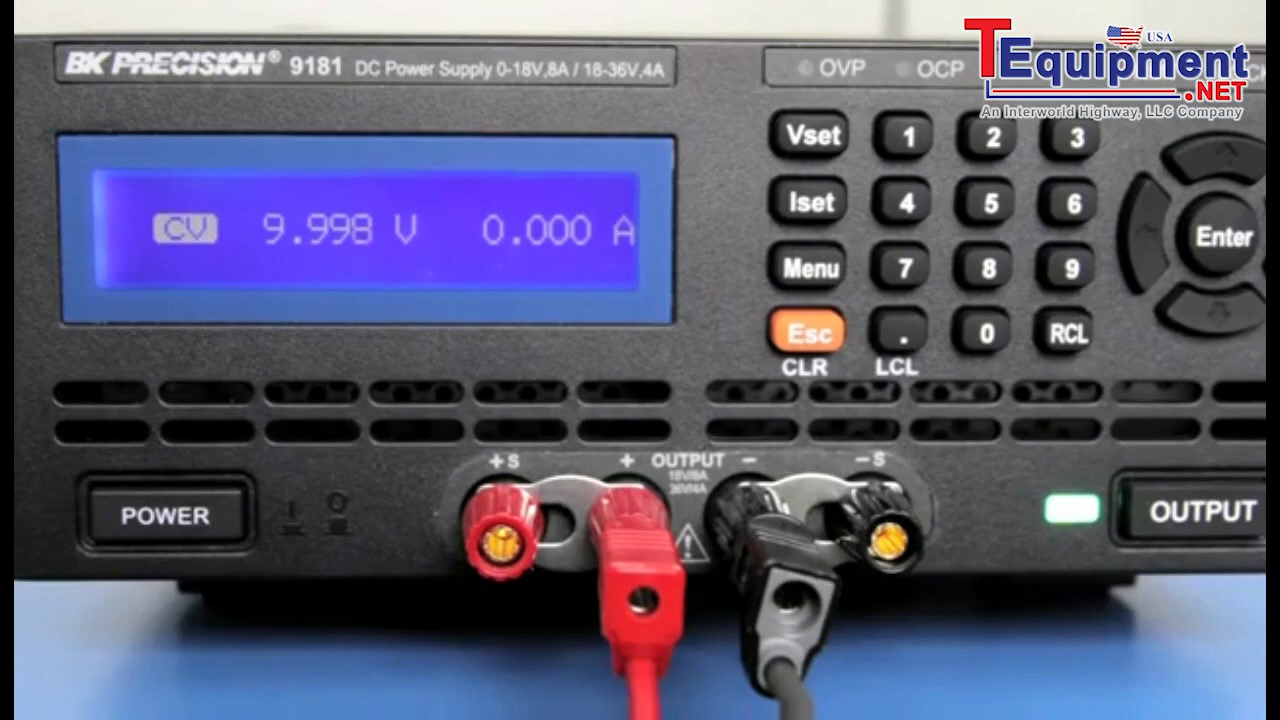 BK PRECISION® 9181 DC Power Supply 0-18V,8A / 18-36V,4A
OVP OCP
TEquipment.NET
USA
An Interworld Highway, LLC Company
CV 9.998 V 0.000 A
Vset 1 2 3
Iset 4 5 6
Menu 7 8 9
Esc . 0 RCL
CLR LCL
Enter
+S + OUTPUT - -S
18V/8A
36V/4A
POWER
OUTPUT